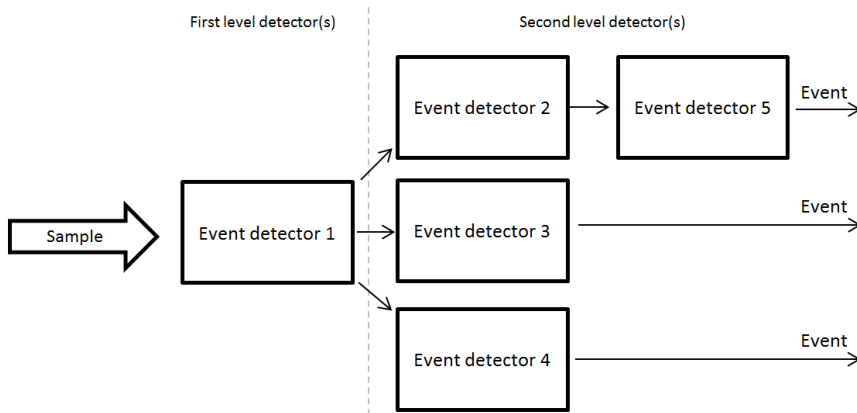 First level detector(s)
Second level detector(s)
Event detector 2
Event detector 5
Event
Sample
Event detector 1
Event detector 3
Event
Event detector 4
Event